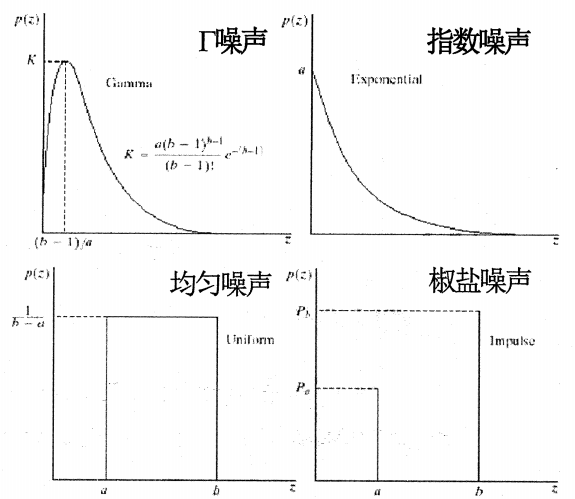 p(z)
Γ噪声
K
Gamma
K = a(b − 1)^{b−1} / (b − 1)! e^{−(b−1)}
(b − 1)/a
z
p(z)
指数噪声
a
Exponential
z
p(z)
均匀噪声
1 / b − a
Uniform
a
b
z
p(z)
椒盐噪声
P_b
Impulse
P_a
a
b
z